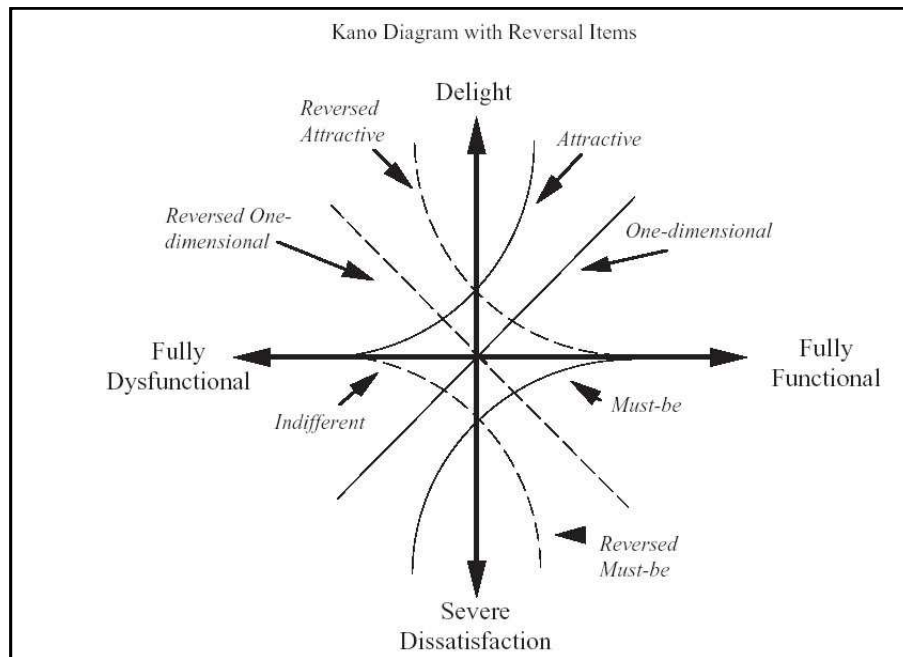 Kano Diagram with Reversal Items
Delight
Reversed
Attractive
Attractive
Reversed One-
dimensional
One-dimensional
Fully
Dysfunctional
Fully
Functional
Indifferent
Must-be
Reversed
Must-be
Severe
Dissatisfaction